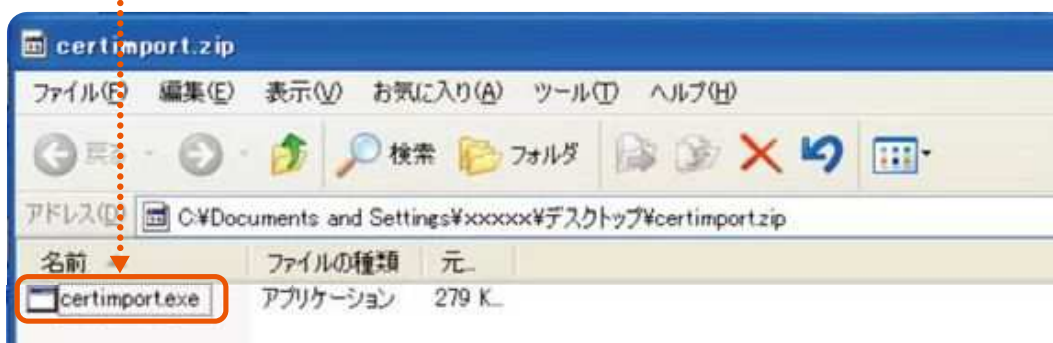 certimport.zip
ファイル(F) 編集(E) 表示(V) お気に入り(A) ツール(T) ヘルプ(H)
戻る 検索 フォルダ
アドレス(D) C:¥Documents and Settings¥xxxxx¥デスクトップ¥certimport.zip
名前 ファイルの種類 元...
certimport.exe アプリケーション 279 K...